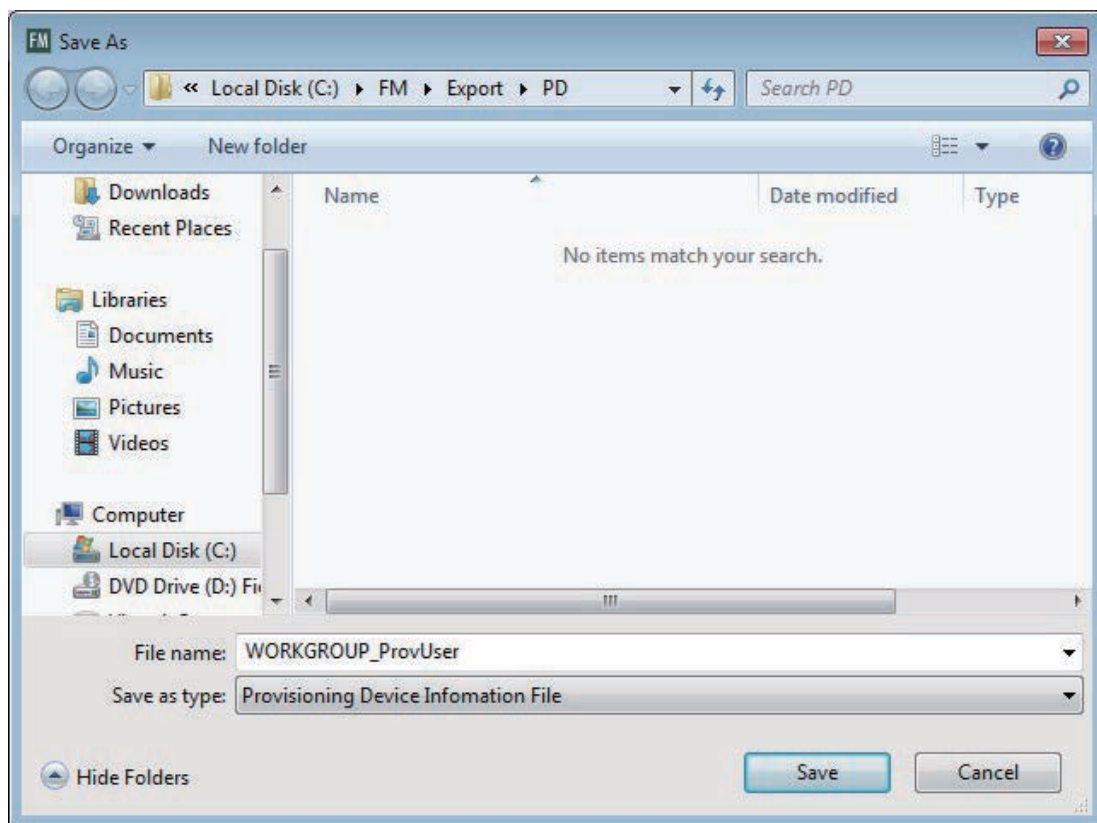 FM Save As
« Local Disk (C:) FM Export PD Search PD
Organize New folder
Name Date modified Type
No items match your search.
Downloads
Recent Places
Libraries
Documents
Music
Pictures
Videos
Computer
Local Disk (C:)
DVD Drive (D:)
File name: WORKGROUP_ProvUser
Save as type: Provisioning Device Infomation File
Hide Folders Save Cancel